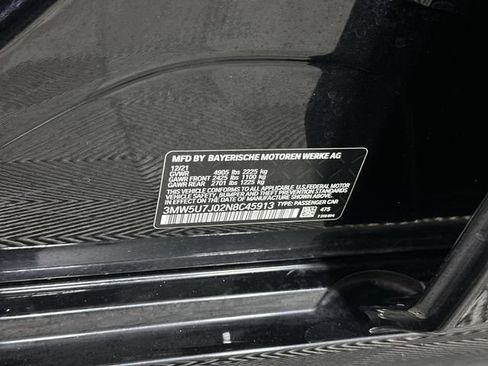 MFD BY BAYERISCHE MOTOREN WERKE AG
12/21
GVWR 4905 lbs 2225 kg
GAWR FRONT 2425 lbs 1100 kg
GAWR REAR 2701 lbs 1225 kg
THIS VEHICLE CONFORMS TO ALL APPLICABLE U.S. FEDERAL MOTOR
VEHICLE SAFETY, BUMPER AND THEFT PREVENTION STANDARDS
IN EFFECT ON THE DATE OF MANUFACTURE SHOWN ABOVE.
3MW5U7J02N8C45913 TYPE: PASSENGER CAR
475